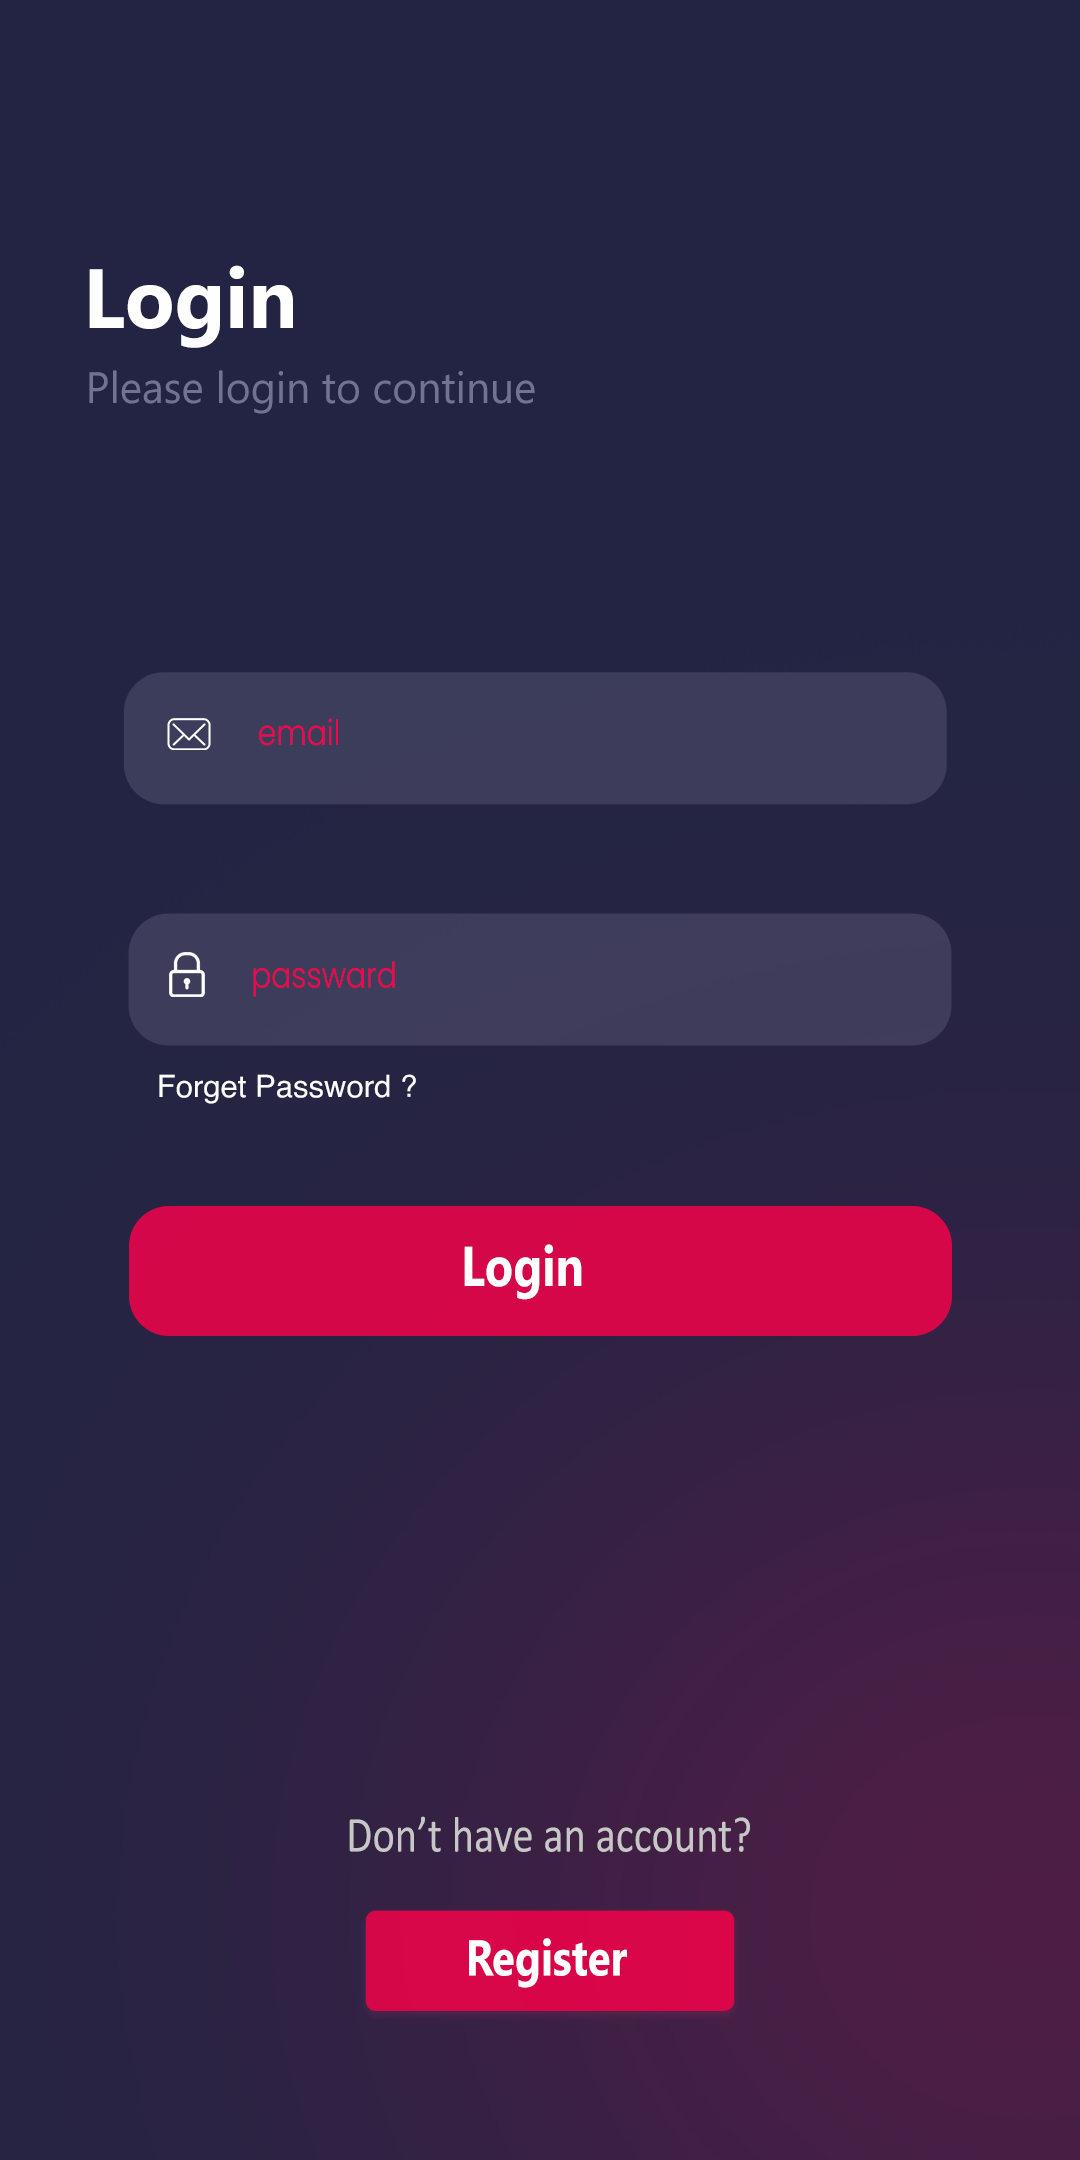 Login
Please login to continue
email
passward
Forget Password ?
Login
Don’t have an account?
Register